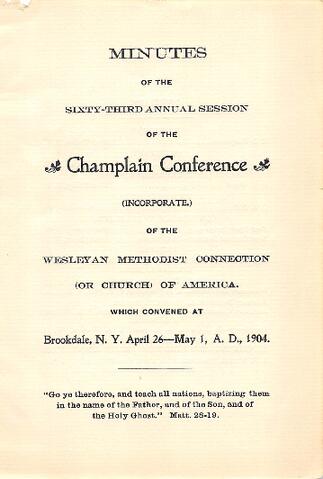 MINUTES
OF THE
SIXTY-THIRD ANNUAL SESSION
OF THE
Champlain Conference
(INCORPORATE.)
OF THE
WESLEYAN METHODIST CONNECTION
(OR CHURCH) OF AMERICA.
WHICH CONVENED AT
Brookdale, N. Y. April 26—May 1, A. D., 1904.
"Go ye therefore, and teach all nations, baptizing them
in the name of the Father, and of the Son, and of
the Holy Ghost." Matt. 28-19.